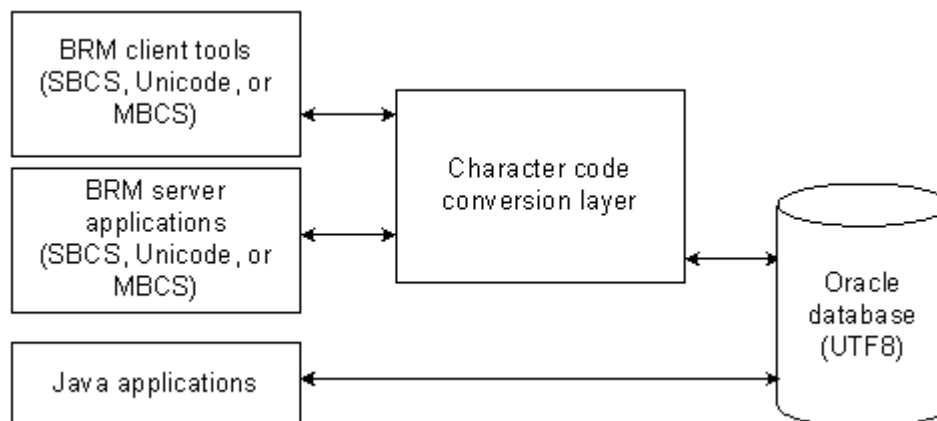 BRM client tools
(SBCS, Unicode, or
MBCS)
BRM server
applications
(SBCS, Unicode, or
MBCS)
Java applications
Character code
conversion layer
Oracle
database
(UTF8)